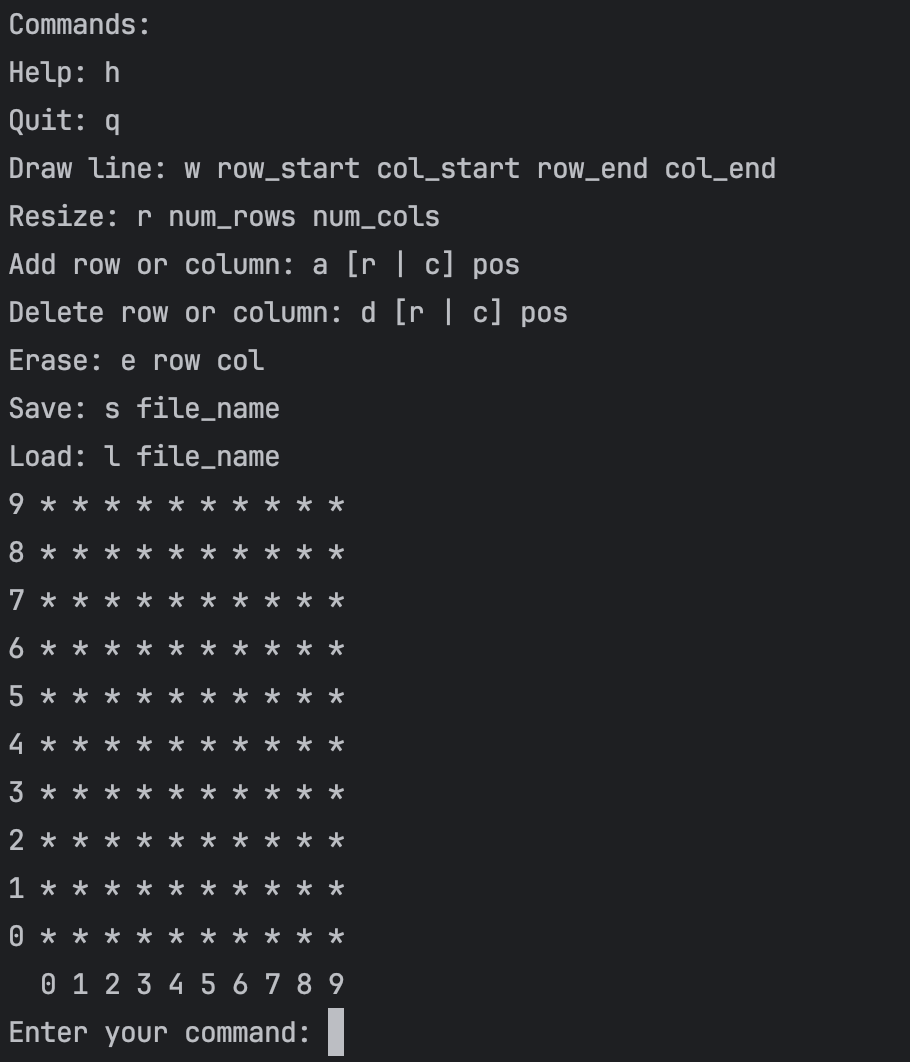 Commands:
Help: h
Quit: q
Draw line: w row_start col_start row_end col_end
Resize: r num_rows num_cols
Add row or column: a [r | c] pos
Delete row or column: d [r | c] pos
Erase: e row col
Save: s file_name
Load: l file_name
9 * * * * * * * * * *
8 * * * * * * * * * *
7 * * * * * * * * * *
6 * * * * * * * * * *
5 * * * * * * * * * *
4 * * * * * * * * * *
3 * * * * * * * * * *
2 * * * * * * * * * *
1 * * * * * * * * * *
0 * * * * * * * * * *
  0 1 2 3 4 5 6 7 8 9
Enter your command: